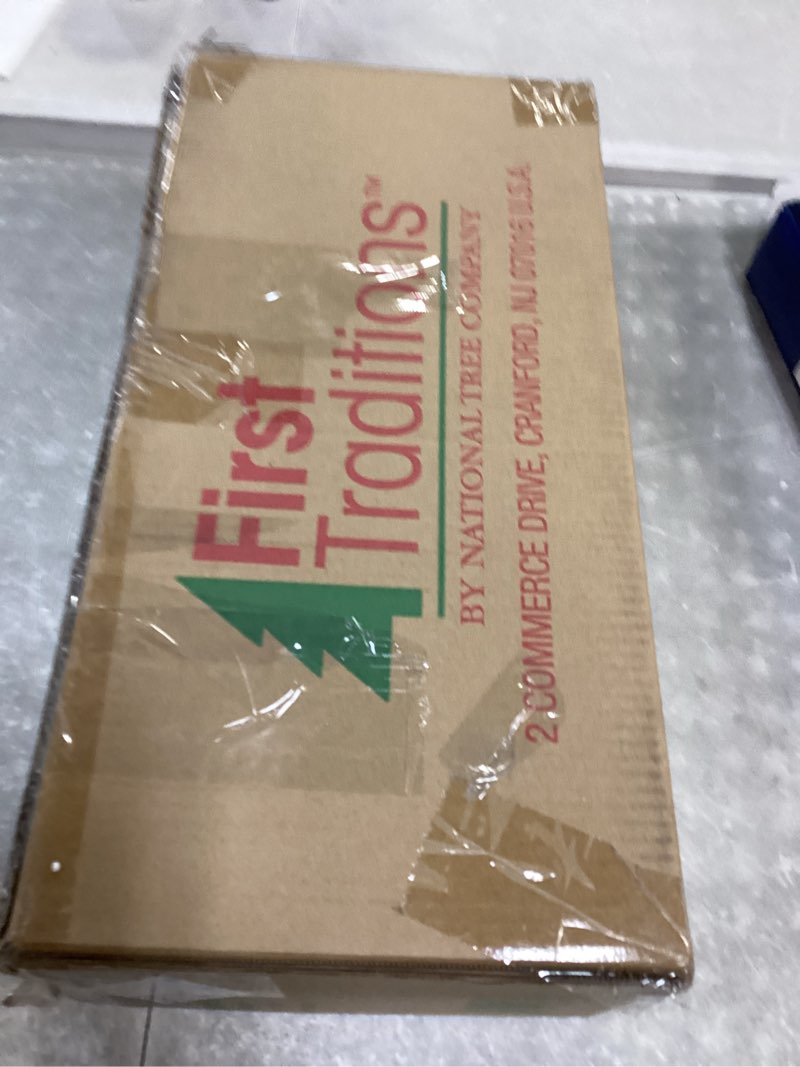 First
Traditions™
BY NATIONAL TREE COMPANY
2 COMMERCE DRIVE, CRANFORD, NJ 07016 U.S.A.